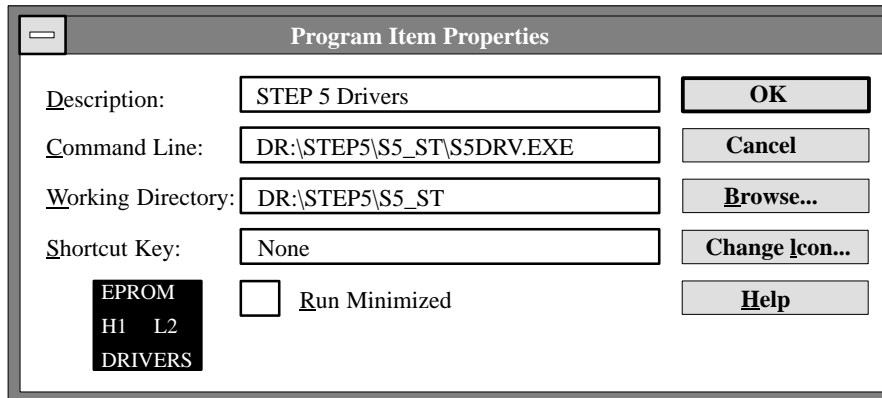 Program Item Properties
Description: STEP 5 Drivers OK
Command Line: DR:\STEP5\S5_ST\S5DRV.EXE Cancel
Working Directory: DR:\STEP5\S5_ST Browse...
Shortcut Key: None Change lcon...
EPROM
H1 L2
DRIVERS
Run Minimized Help